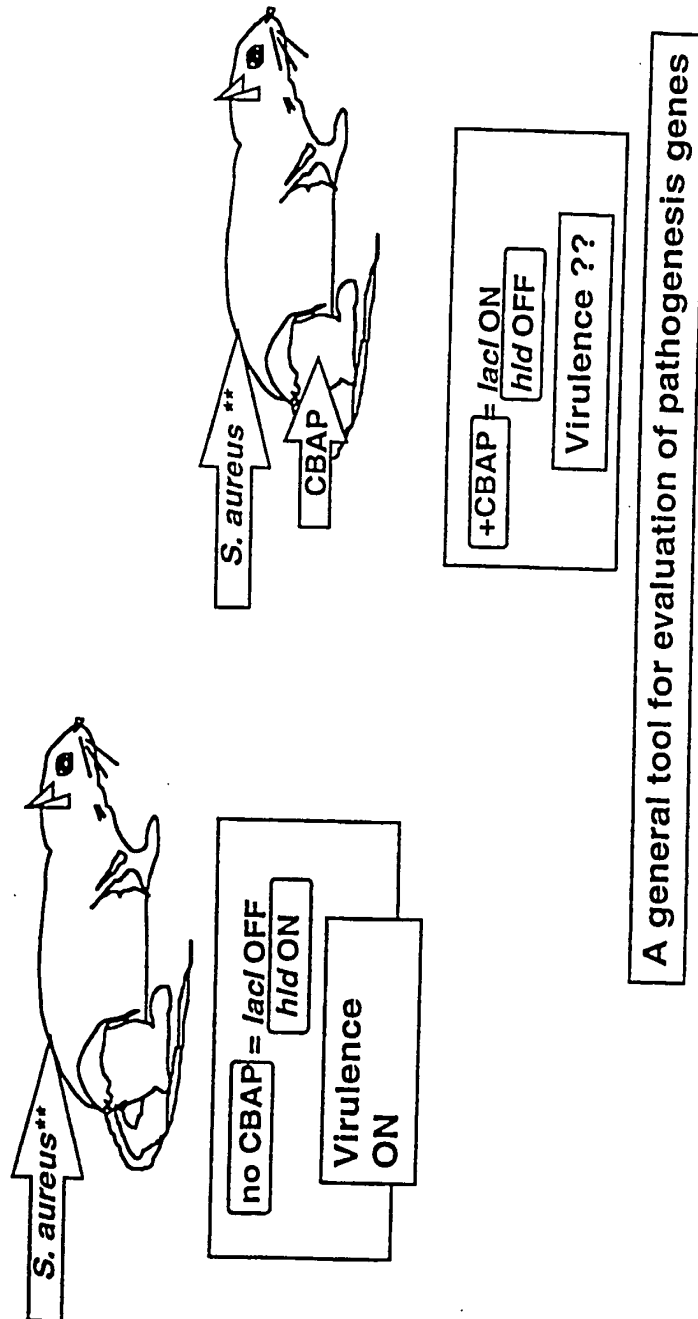 S. aureus**
no CBAP = lacI OFF
hld ON
Virulence
ON
S. aureus**
CBAP
+CBAP = lacI ON
hld OFF
Virulence ??
A general tool for evaluation of pathogenesis genes